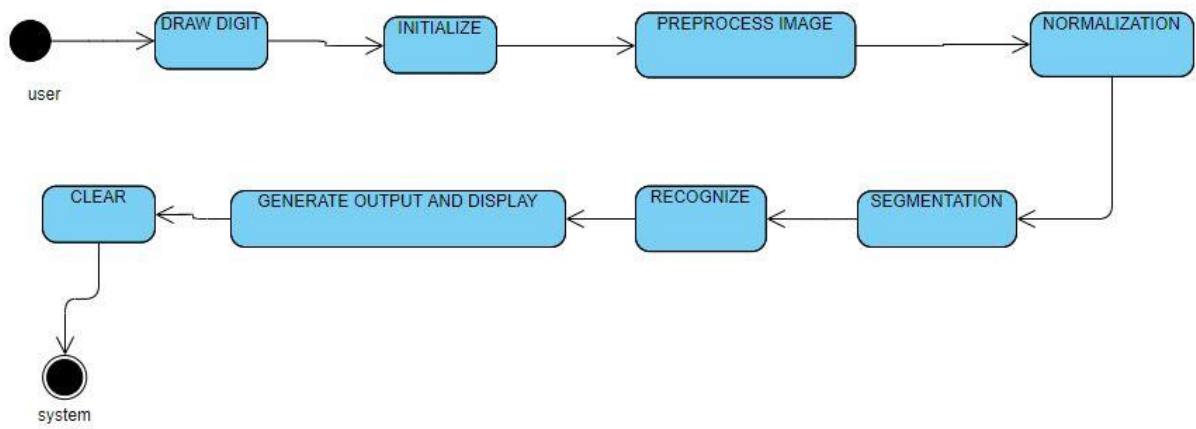 DRAW DIGIT
INITIALIZE
PREPROCESS IMAGE
NORMALIZATION
user
CLEAR
GENERATE OUTPUT AND DISPLAY
RECOGNIZE
SEGMENTATION
system